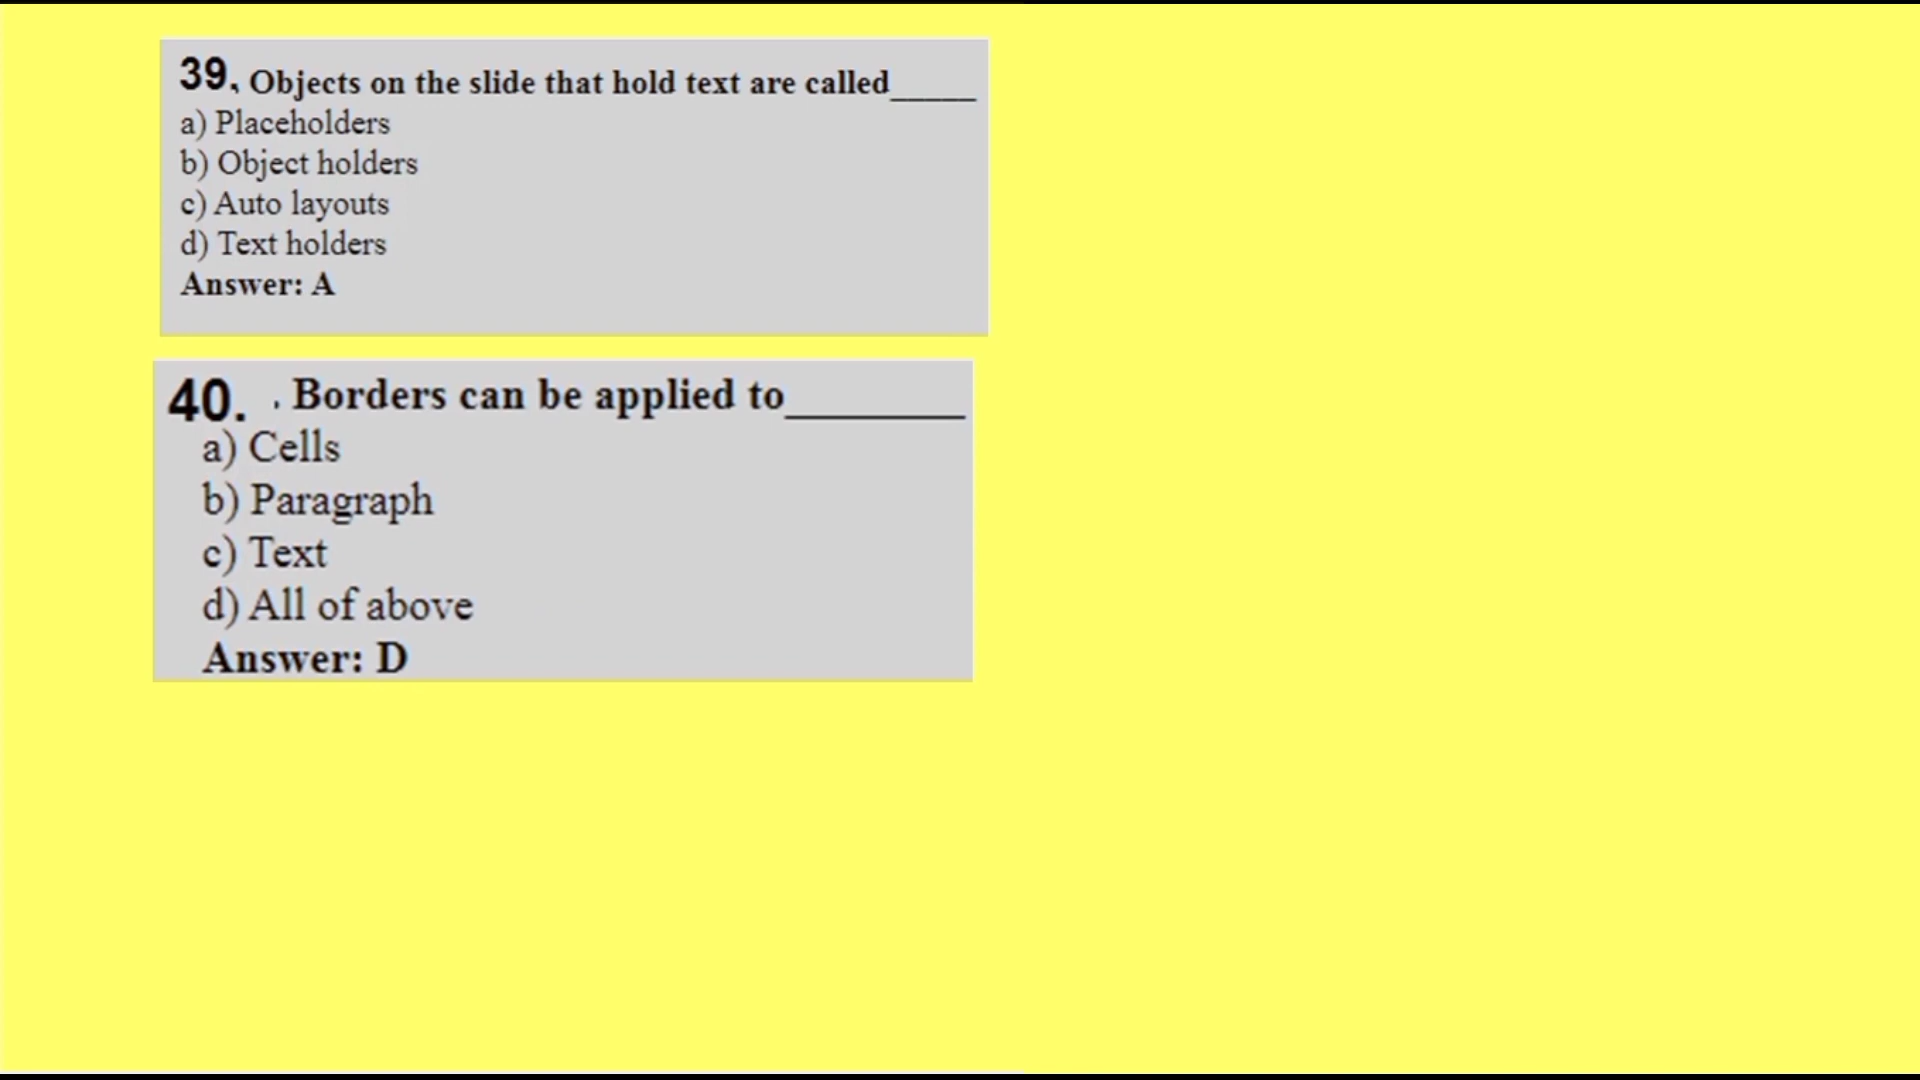 39. Objects on the slide that hold text are called_____
a) Placeholders
b) Object holders
c) Auto layouts
d) Text holders
Answer: A
40. . Borders can be applied to________
a) Cells
b) Paragraph
c) Text
d) All of above
Answer: D